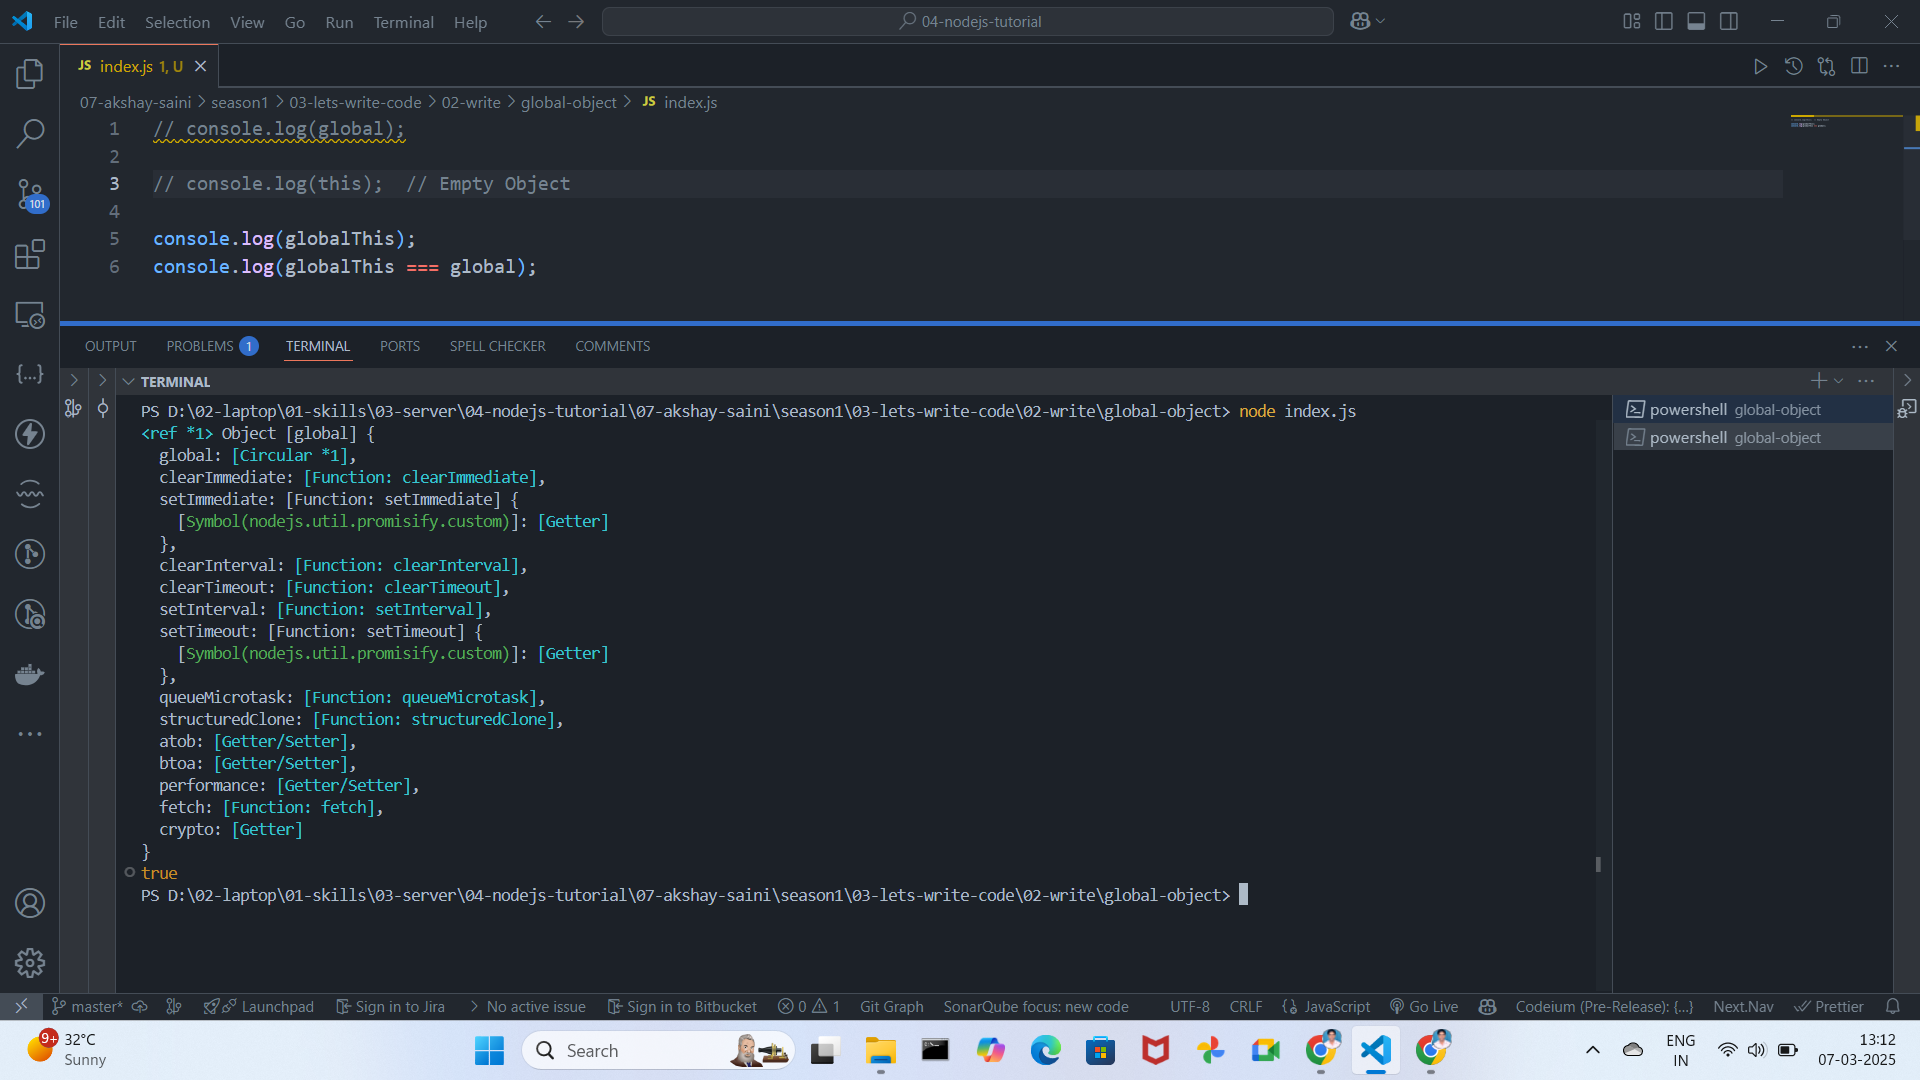 File Edit Selection View Go Run Terminal Help
04-nodejs-tutorial
JS index.js 1, U
07-akshay-saini > season1 > 03-lets-write-code > 02-write > global-object > JS index.js
1 // console.log(global);
2
3 // console.log(this);  // Empty Object
4
5 console.log(globalThis);
6 console.log(globalThis === global);
101
OUTPUT PROBLEMS 1 TERMINAL PORTS SPELL CHECKER COMMENTS
TERMINAL
PS D:\02-laptop\01-skills\03-server\04-nodejs-tutorial\07-akshay-saini\season1\03-lets-write-code\02-write\global-object> node index.js
<ref *1> Object [global] {
  global: [Circular *1],
  clearImmediate: [Function: clearImmediate],
  setImmediate: [Function: setImmediate] {
    [Symbol(nodejs.util.promisify.custom)]: [Getter]
  },
  clearInterval: [Function: clearInterval],
  clearTimeout: [Function: clearTimeout],
  setInterval: [Function: setInterval],
  setTimeout: [Function: setTimeout] {
    [Symbol(nodejs.util.promisify.custom)]: [Getter]
  },
  queueMicrotask: [Function: queueMicrotask],
  structuredClone: [Function: structuredClone],
  atob: [Getter/Setter],
  btoa: [Getter/Setter],
  performance: [Getter/Setter],
  fetch: [Function: fetch],
  crypto: [Getter]
}
true
PS D:\02-laptop\01-skills\03-server\04-nodejs-tutorial\07-akshay-saini\season1\03-lets-write-code\02-write\global-object>
powershell global-object
powershell global-object
master* Launchpad Sign in to Jira > No active issue Sign in to Bitbucket 0 1 Git Graph SonarQube focus: new code UTF-8 CRLF {} JavaScript Go Live Codeium (Pre-Release): {...} Next.Nav Prettier
9+ 32°C
Sunny
Search
ENG
IN
13:12
07-03-2025